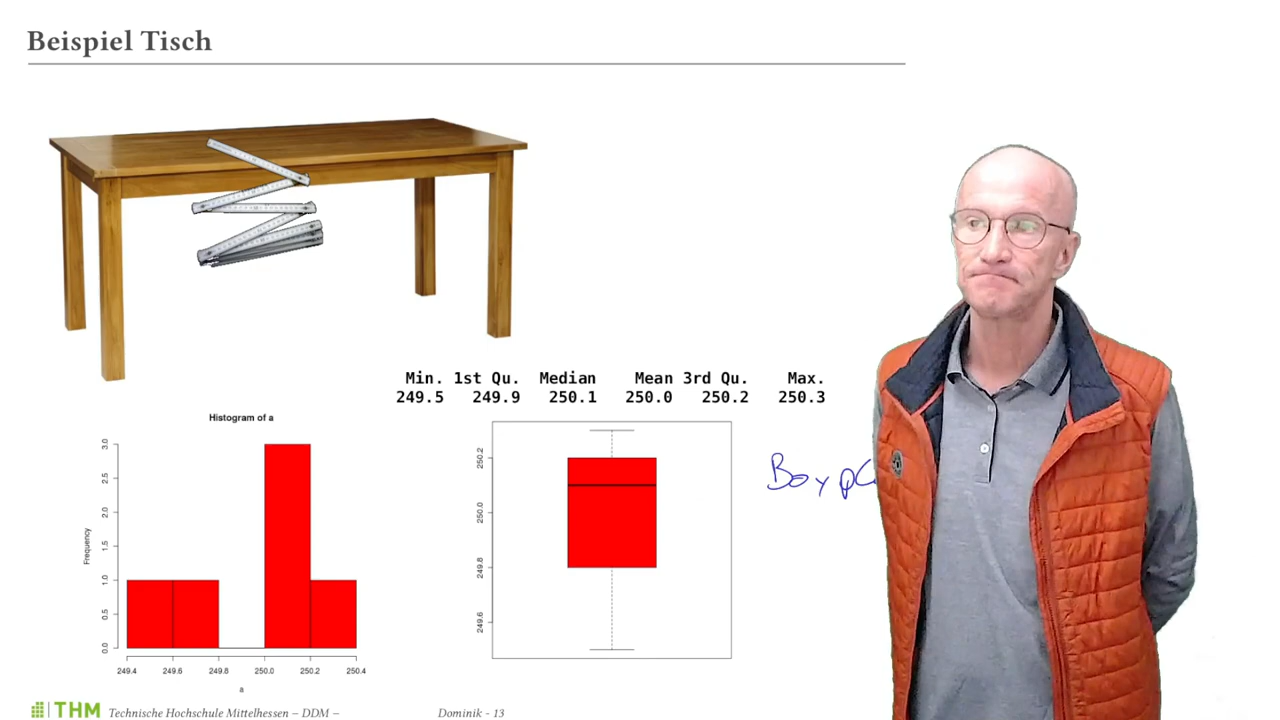 Beispiel Tisch
Min. 1st Qu. Median Mean 3rd Qu. Max.
249.5 249.9 250.1 250.0 250.2 250.3
Histogram of a
Frequency
0.0 0.5 1.0 1.5 2.0 2.5 3.0
249.4 249.6 249.8 250.0 250.2 250.4
a
249.6 249.8 250.0 250.2
THM Technische Hochschule Mittelhessen – DDM – Dominik - 13